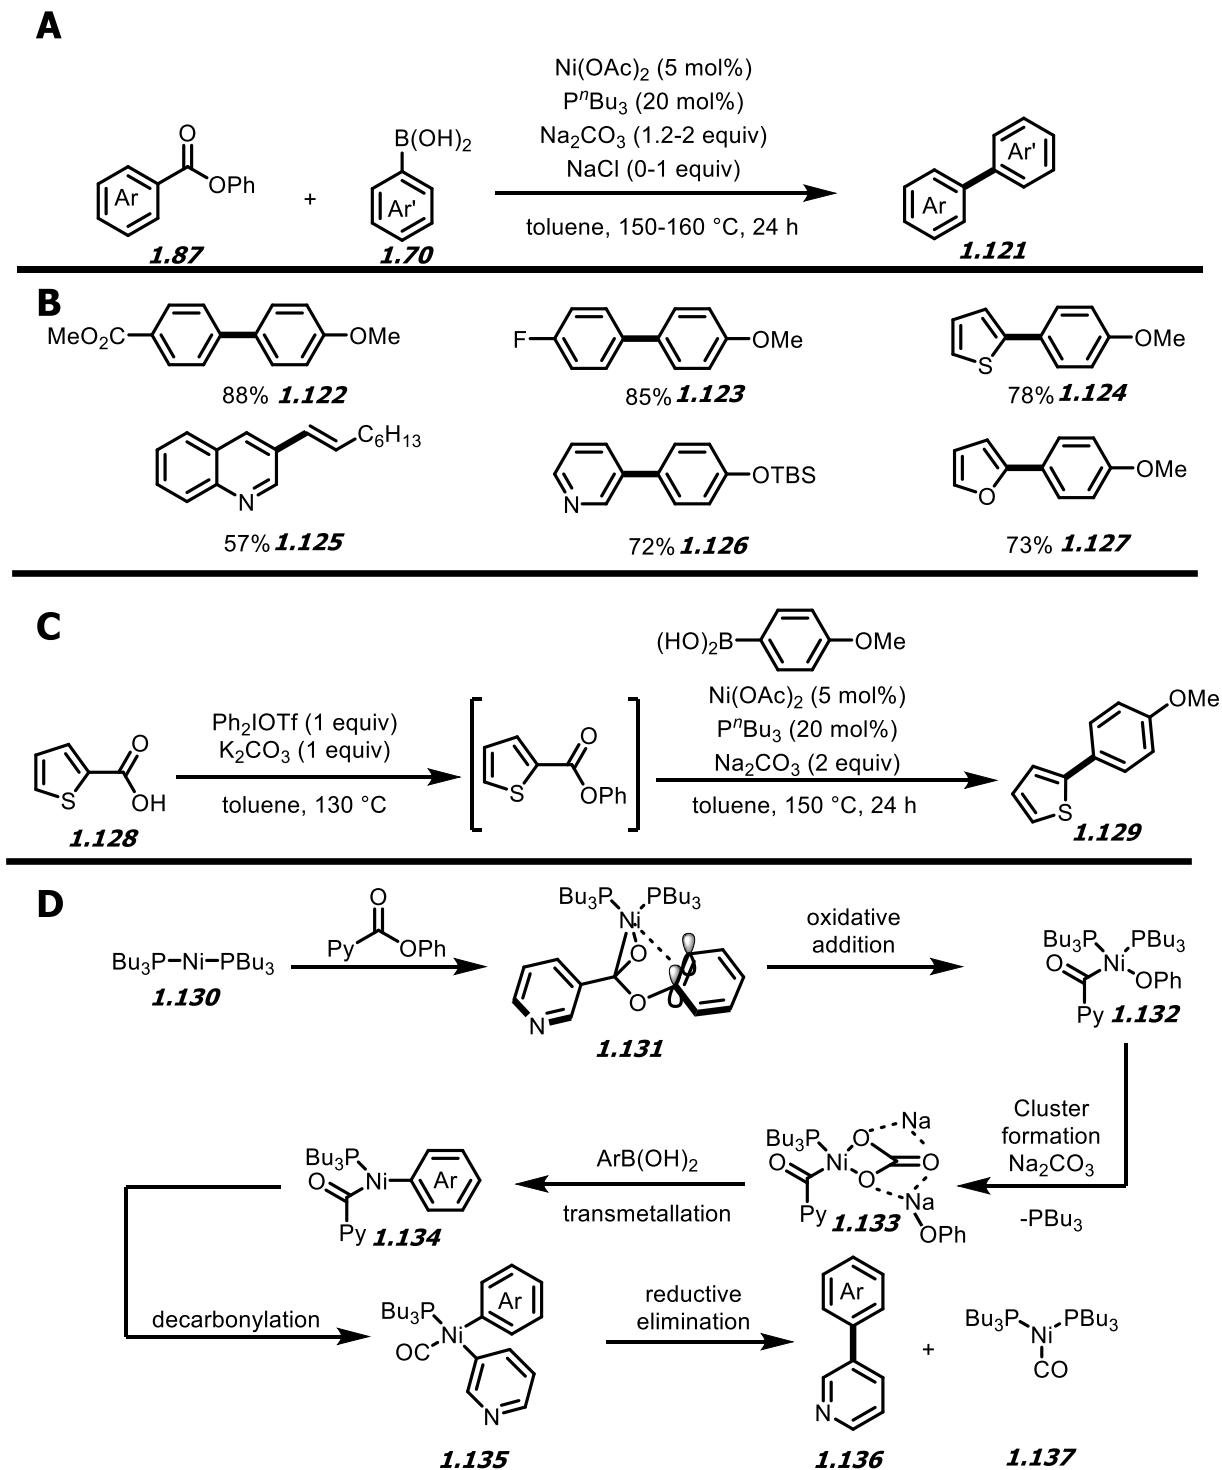 A
Ni(OAc)2 (5 mol%)
PnBu3 (20 mol%)
Na2CO3 (1.2-2 equiv)
NaCl (0-1 equiv)
toluene, 150-160 °C, 24 h
O
OPh
Ar
1.87
+
B(OH)2
Ar'
1.70
Ar'
Ar
1.121
B
MeO2C
OMe
88% 1.122
F
OMe
85% 1.123
S
OMe
78% 1.124
C6H13
N
57% 1.125
N
OTBS
72% 1.126
O
OMe
73% 1.127
C
S
O
OH
1.128
Ph2IOTf (1 equiv)
K2CO3 (1 equiv)
toluene, 130 °C
S
O
OPh
(HO)2B
OMe
Ni(OAc)2 (5 mol%)
PnBu3 (20 mol%)
Na2CO3 (2 equiv)
toluene, 150 °C, 24 h
OMe
S
1.129
D
Bu3P Ni PBu3
1.130
O
Py OPh
Bu3P PBu3
Ni
O
O
N
1.131
oxidative
addition
Bu3P PBu3
O Ni
OPh
Py 1.132
Cluster
formation
Na2CO3
-PBu3
Na
Bu3P O
O Ni O
O
Na
Py 1.133
OPh
ArB(OH)2
transmetallation
Bu3P
O Ni Ar
Py 1.134
decarbonylation
Bu3P Ar
Ni
OC
N
1.135
reductive
elimination
Ar
N
1.136
+
Bu3P PBu3
Ni
CO
1.137